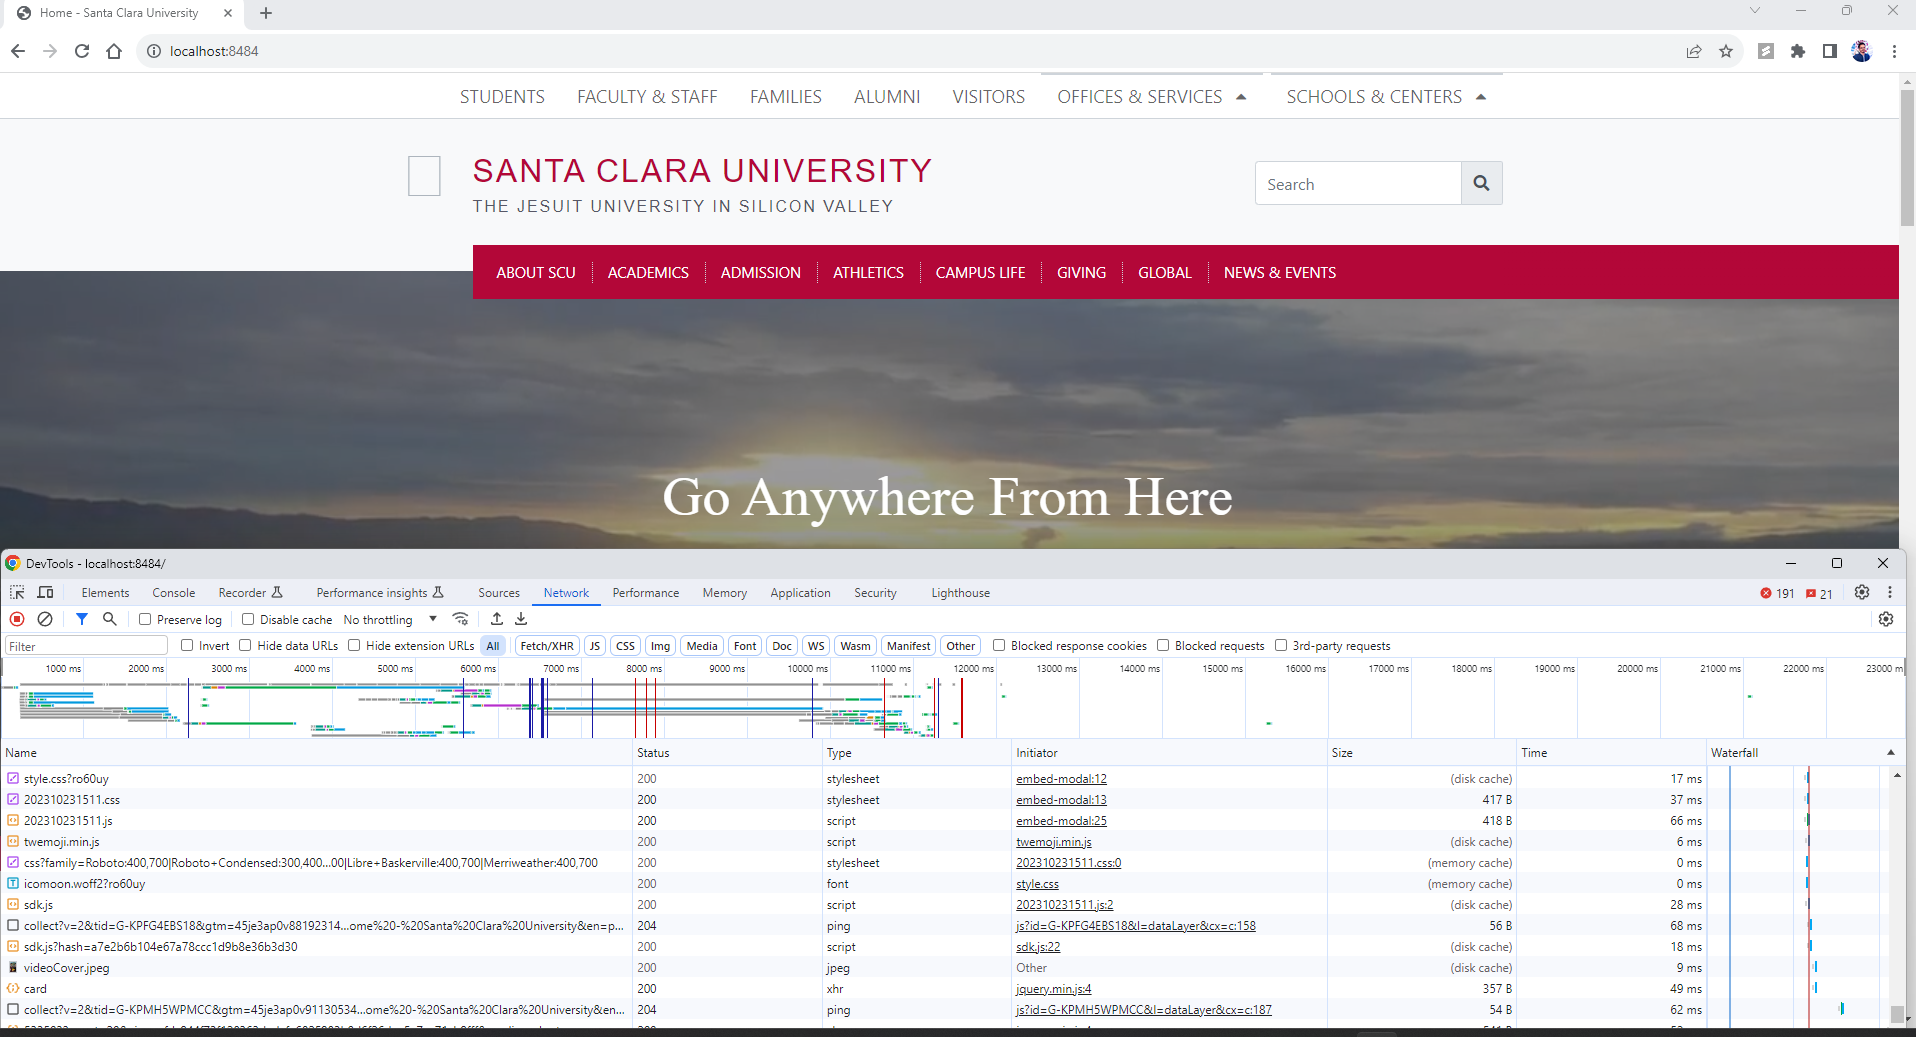 Home - Santa Clara University
localhost:8484
STUDENTS FACULTY & STAFF FAMILIES ALUMNI VISITORS OFFICES & SERVICES SCHOOLS & CENTERS
SANTA CLARA UNIVERSITY
THE JESUIT UNIVERSITY IN SILICON VALLEY
Search
ABOUT SCU ACADEMICS ADMISSION ATHLETICS CAMPUS LIFE GIVING GLOBAL NEWS & EVENTS
Go Anywhere From Here
DevTools - localhost:8484/
Elements Console Recorder Performance insights Sources Network Performance Memory Application Security Lighthouse 191 21
Preserve log Disable cache No throttling
Filter Invert Hide data URLs Hide extension URLs All Fetch/XHR JS CSS Img Media Font Doc WS Wasm Manifest Other Blocked response cookies Blocked requests 3rd-party requests
1000 ms 2000 ms 3000 ms 4000 ms 5000 ms 6000 ms 7000 ms 8000 ms 9000 ms 10000 ms 11000 ms 12000 ms 13000 ms 14000 ms 15000 ms 16000 ms 17000 ms 18000 ms 19000 ms 20000 ms 21000 ms 22000 ms 23000 m
Name Status Type Initiator Size Time Waterfall
style.css?ro60uy 200 stylesheet embed-modal:12 (disk cache) 17 ms
202310231511.css 200 stylesheet embed-modal:13 417 B 37 ms
202310231511.js 200 script embed-modal:25 418 B 66 ms
twemoji.min.js 200 script twemoji.min.js (disk cache) 6 ms
css?family=Roboto:400,700|Roboto+Condensed:300,400...00|Libre+Baskerville:400,700|Merriweather:400,700 200 stylesheet 202310231511.css:0 (memory cache) 0 ms
icomoon.woff2?ro60uy 200 font style.css (memory cache) 0 ms
sdk.js 200 script 202310231511.js:2 (disk cache) 28 ms
collect?v=2&tid=G-KPFG4EBS18&gtm=45je3ap0v88192314...ome%20-%20Santa%20Clara%20University&en=p... 204 ping js?id=G-KPFG4EBS18&l=dataLayer&cx=c:158 56 B 68 ms
sdk.js?hash=a7e2b6b104e67a78ccc1d9b8e36b3d30 200 script sdk.js:22 (disk cache) 18 ms
videoCover.jpeg 200 jpeg Other (disk cache) 9 ms
card 200 xhr jquery.min.js:4 357 B 49 ms
collect?v=2&tid=G-KPMH5WPMCC&gtm=45je3ap0v91130534...ome%20-%20Santa%20Clara%20University&en... 204 ping js?id=G-KPMH5WPMCC&l=dataLayer&cx=c:187 54 B 62 ms